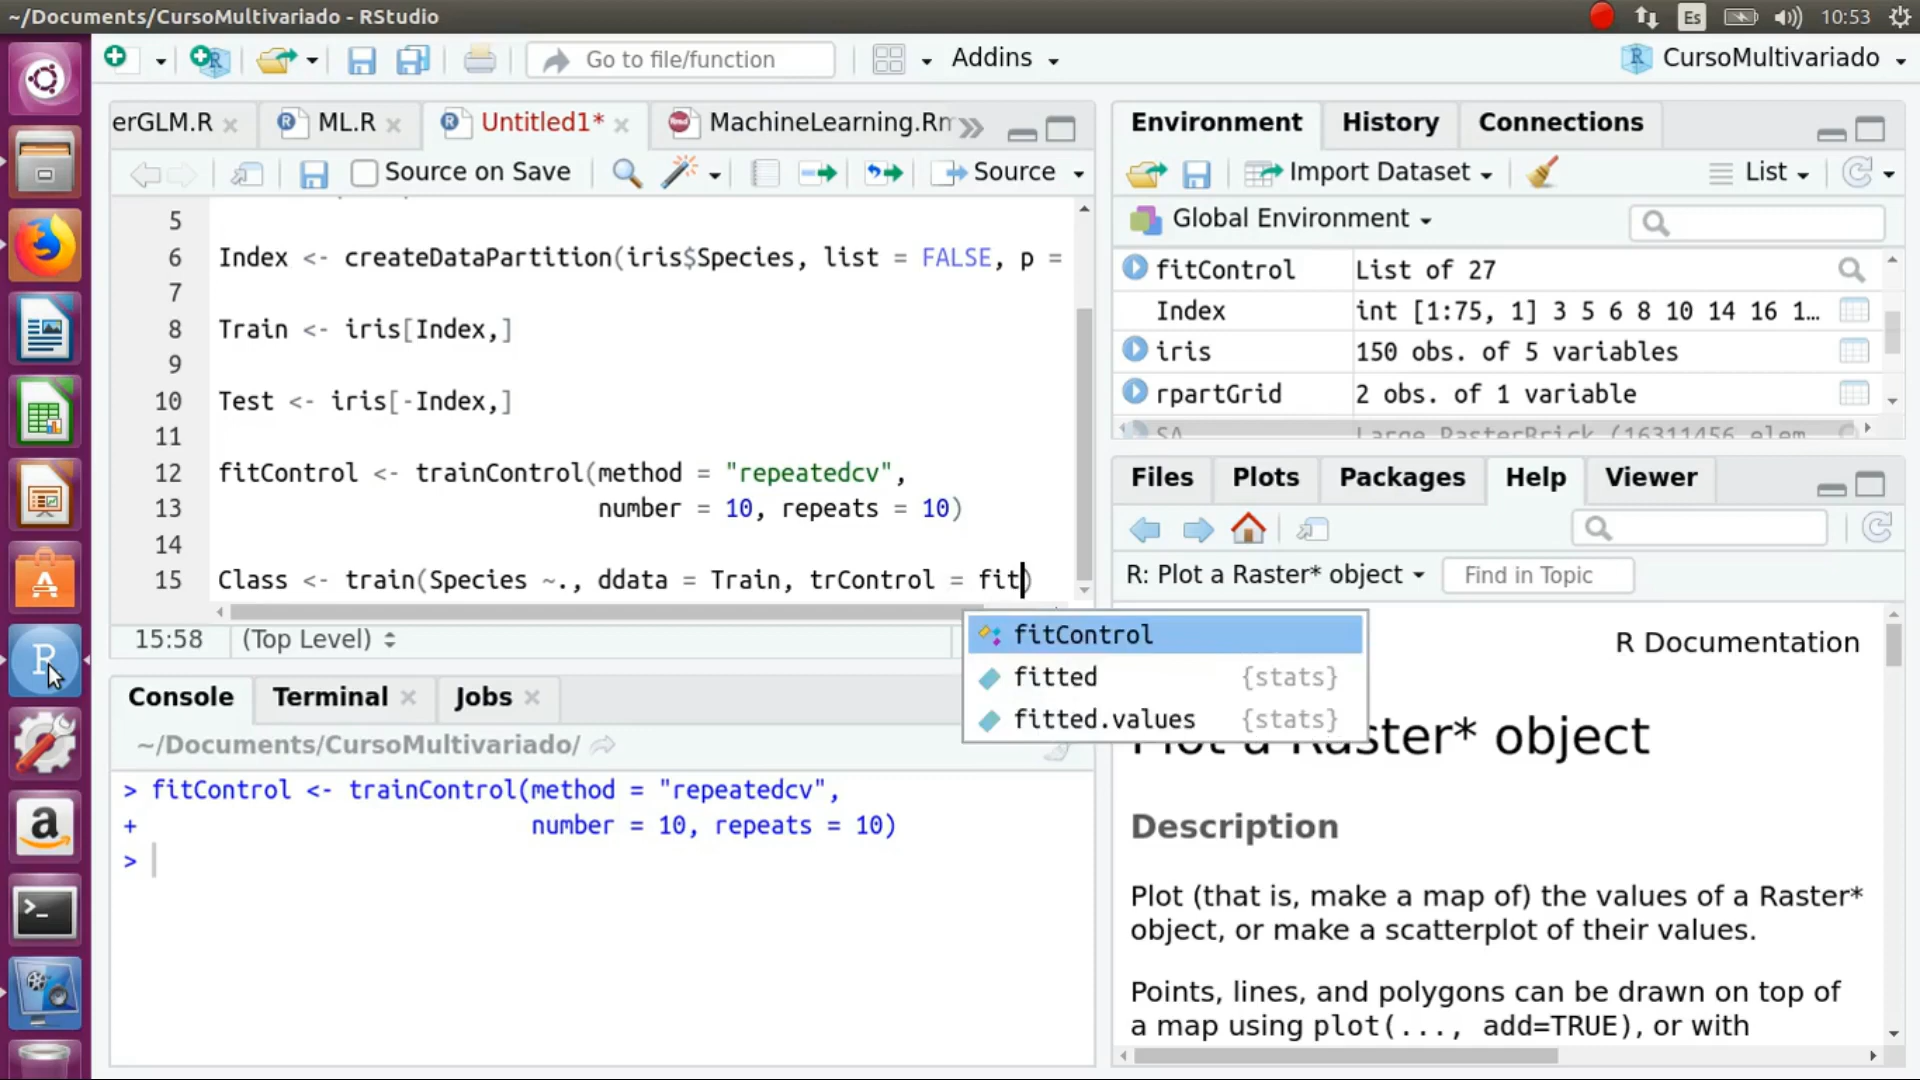 ~/Documents/CursoMultivariado - RStudio
Es
10:53
Go to file/function
Addins
CursoMultivariado
erGLM.R
ML.R
Untitled1*
MachineLearning.Rm
Source on Save
Source
5
6 Index <- createDataPartition(iris$Species, list = FALSE, p =
7
8 Train <- iris[Index,]
9
10 Test <- iris[-Index,]
11
12 fitControl <- trainControl(method = "repeatedcv",
13 number = 10, repeats = 10)
14
15 Class <- train(Species ~., ddata = Train, trControl = fit)
fitControl
fitted {stats}
fitted.values {stats}
15:58 (Top Level)
Console
Terminal
Jobs
~/Documents/CursoMultivariado/
> fitControl <- trainControl(method = "repeatedcv",
+ number = 10, repeats = 10)
>
Environment
History
Connections
Import Dataset
List
Global Environment
fitControl List of 27
Index int [1:75, 1] 3 5 6 8 10 14 16 1…
iris 150 obs. of 5 variables
rpartGrid 2 obs. of 1 variable
SA Large RasterBrick (16311456 elem
Files
Plots
Packages
Help
Viewer
R: Plot a Raster* object
Find in Topic
R Documentation
Plot a Raster* object
Description
Plot (that is, make a map of) the values of a Raster*
object, or make a scatterplot of their values.
Points, lines, and polygons can be drawn on top of
a map using plot(..., add=TRUE), or with